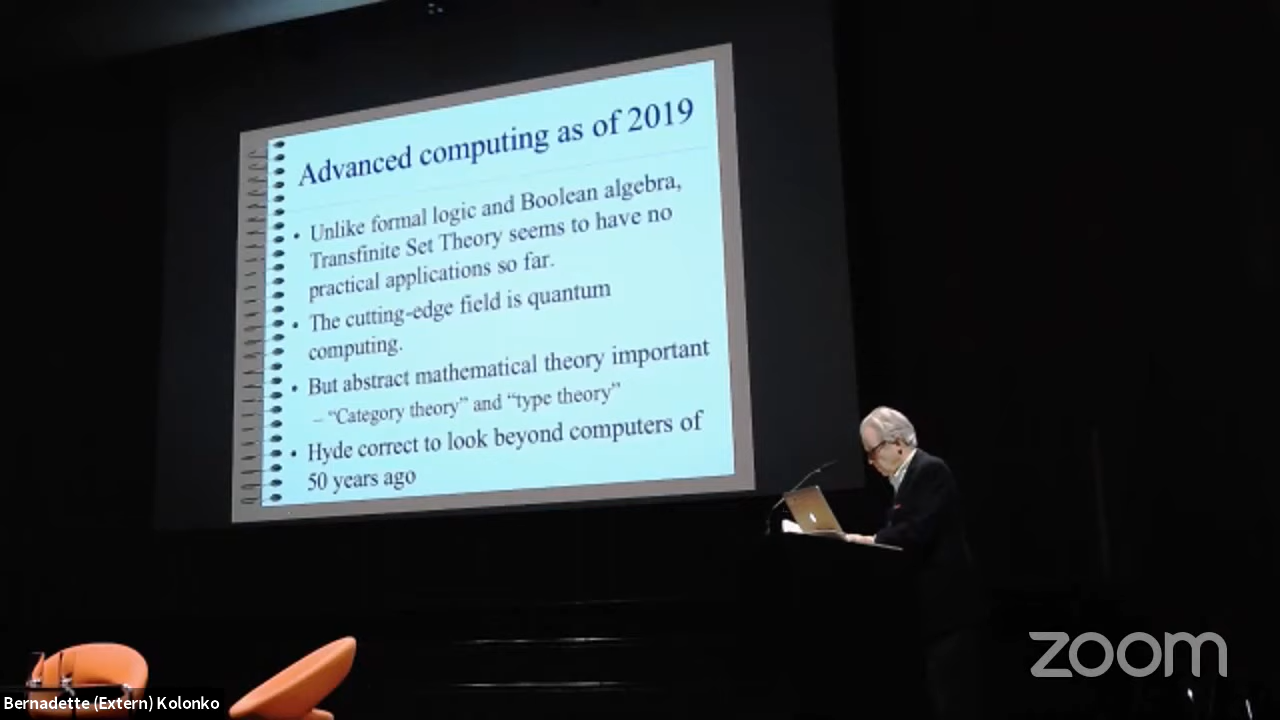 Advanced computing as of 2019
• Unlike formal logic and Boolean algebra,
Transfinite Set Theory seems to have no
practical applications so far.
• The cutting-edge field is quantum
computing.
• But abstract mathematical theory important
– “Category theory” and “type theory”
• Hyde correct to look beyond computers of
50 years ago
zoom
Bernadette (Extern) Kolonko